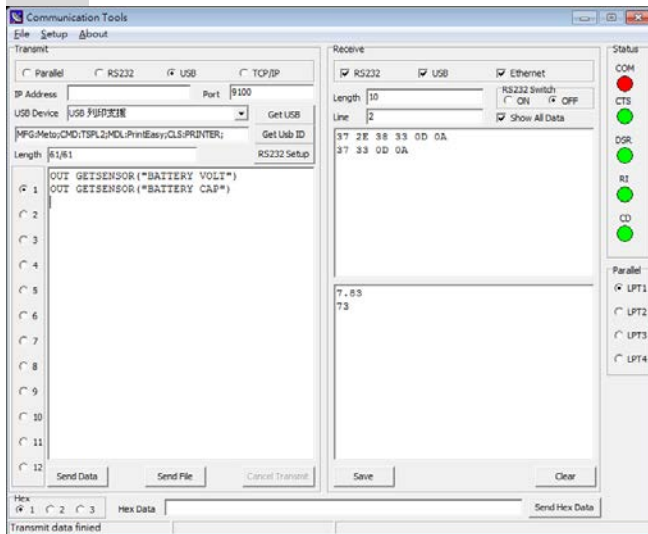 Communication Tools
File Setup About
Transmit
Parallel RS232 USB TCP/IP
IP Address Port 9100
USB Device USB 列印支援 Get USB
MFG:Meto;CMD:TSPL2;MDL:PrintEasy;CLS:PRINTER; Get Usb ID
Length 61/61 RS232 Setup
OUT GETSENSOR("BATTERY VOLT")
OUT GETSENSOR("BATTERY CAP")
1
2
3
4
5
6
7
8
9
10
11
12
Send Data Send File Cancel Transmit
Receive
RS232 USB Ethernet
Length 10 RS232 Switch
ON OFF
Line 2 Show All Data
37 2E 38 33 0D 0A
37 33 0D 0A
7.83
73
Save Clear
Status
COM
CTS
DSR
RI
CD
Parallel
LPT1
LPT2
LPT3
LPT4
Hex
1 2 3 Hex Data Send Hex Data
Transmit data finied